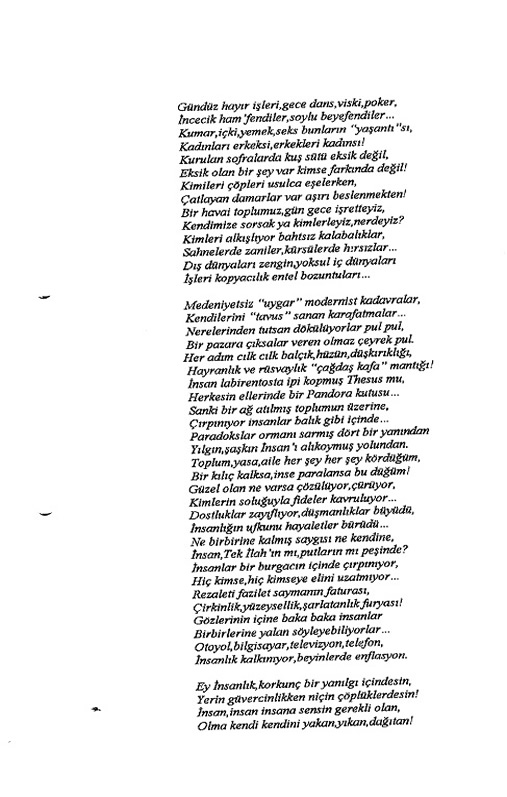 Gündüz hayır işleri,gece dans,viski,poker,
İncecik ham'fendiler,soylu beyefendiler...
Kumar,içki,yemek,seks bunların "yaşantı"sı,
Kadınları erkeksi,erkekleri kadınsı!
Kurulan sofralarda kuş sütü eksik değil,
Eksik olan bir şey var kimse farkında değil!
Kimileri çöpleri usulca eşelerken,
Çatlayan damarlar var aşırı beslenmekten!
Bir havai toplumuz,gün gece işretteyiz,
Kendimize sorsak ya kimlerleyiz,nerdeyiz?
Kimleri alkışlıyor bahtsız kalabalıklar,
Sahnelerde zaniler,kürsülerde hırsızlar...
Dış dünyaları zengin,yoksul iç dünyaları
İşleri kopyacılık entel bozuntuları...

Medeniyetsiz "uygar" modernist kadavralar,
Kendilerini "tavus" sanan karafatmalar...
Nerelerinden tutsan dökülüyorlar pul pul,
Bir pazara çıksalar veren olmaz çeyrek pul.
Her adım cılk cılk balçık,hüzün,düşkırıklığı,
Hayranlık ve rüsvaylık "çağdaş kafa" mantığı!
İnsan labirentosta ipi kopmuş Thesus mu,
Herkesin ellerinde bir Pandora kutusu...
Sanki bir ağ atılmış toplumun üzerine,
Çırpınıyor insanlar balık gibi içinde...
Paradokslar ormanı sarmış dört bir yanından
Yılgın,şaşkın İnsan'ı alıkoymuş yolundan.
Toplum,yasa,aile her şey her şey kördüğüm,
Bir kılıç kalksa,inse paralansa bu düğüm!
Güzel olan ne varsa çözülüyor,çürüyor,
Kimlerin soluğuyla fideler kavruluyor...
Dostluklar zayıflıyor,düşmanlıklar büyüdü,
İnsanlığın ufkunu hayaletler bürüdü...
Ne birbirine kalmış saygısı ne kendine,
İnsan,Tek İlah'ın mı,putların mı peşinde?
İnsanlar bir burgacın içinde çırpınıyor,
Hiç kimse,hiç kimseye elini uzatmıyor...
Rezaleti fazilet saymanın faturası,
Çirkinlik,yüzeysellik,şarlatanlık furyası!
Gözlerinin içine baka baka insanlar
Birbirlerine yalan söyleyebiliyorlar...
Otoyol,bilgisayar,televizyon,telefon,
İnsanlık kalkınıyor,beyinlerde enflasyon.

Ey İnsanlık,korkunç bir yanılgı içindesin,
Yerin güvercinlikken niçin çöplüklerdesin!
İnsan,insan insana sensin gerekli olan,
Olma kendi kendini yakan,yıkan,dağıtan!